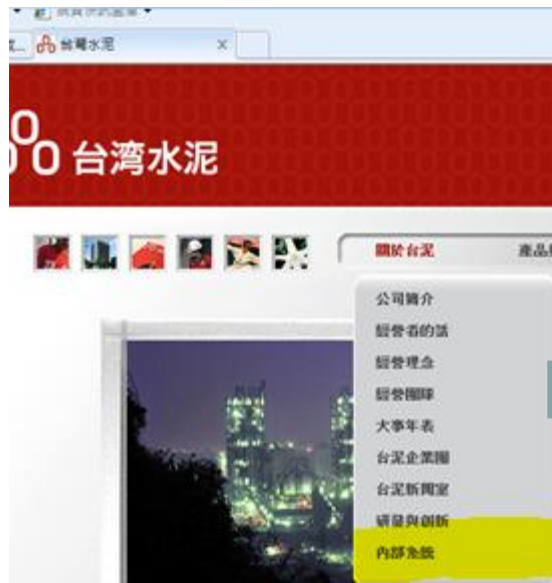 台灣水泥 x
台湾水泥
關於台泥
公司簡介
經營者的話
經營理念
經營團隊
大事年表
台泥企業團
台泥新聞室
研發與創新
內部系統